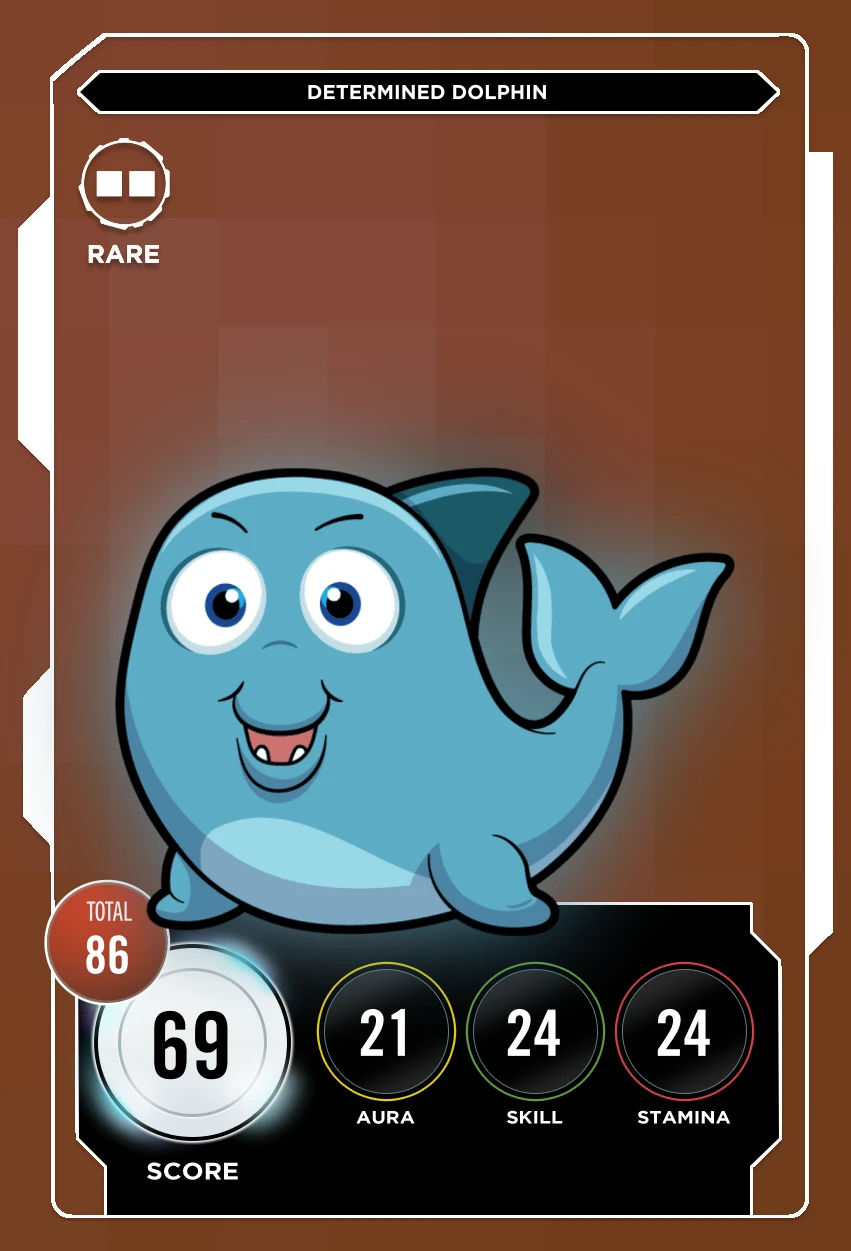 DETERMINED DOLPHIN
RARE
TOTAL
86
69
SCORE
21
AURA
24
SKILL
24
STAMINA